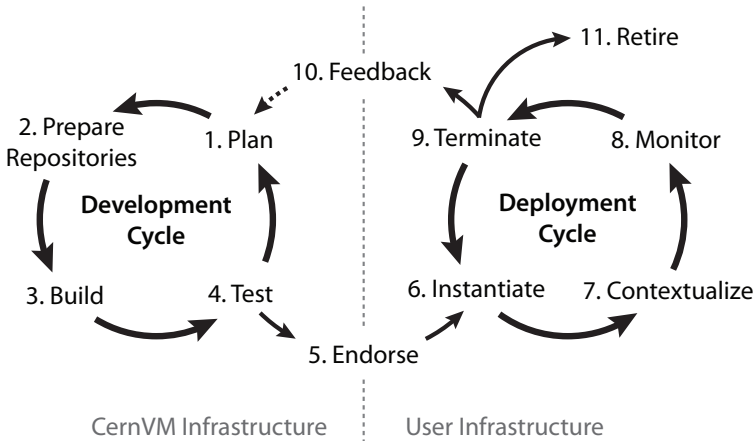 11. Retire
10. Feedback
2. Prepare
Repositories
1. Plan
9. Terminate
8. Monitor
Development
Cycle
Deployment
Cycle
3. Build
4. Test
6. Instantiate
7. Contextualize
5. Endorse
CernVM Infrastructure
User Infrastructure